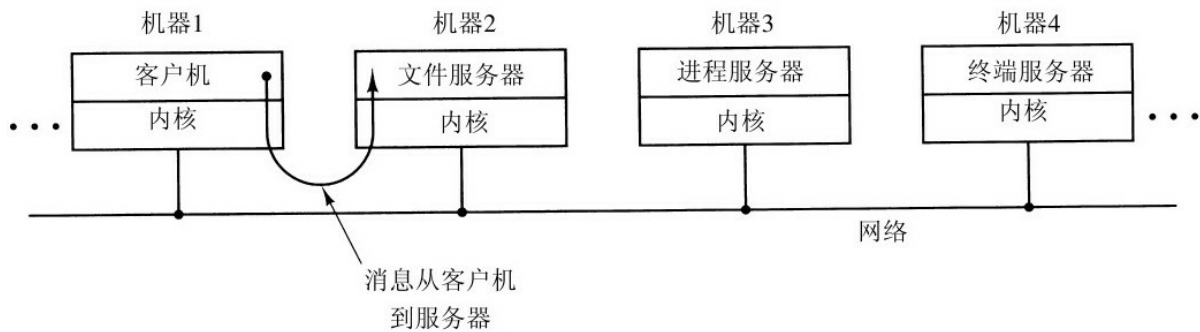 机器1
机器2
机器3
机器4
客户机
文件服务器
进程服务器
终端服务器
内核
内核
内核
内核
网络
消息从客户机
到服务器